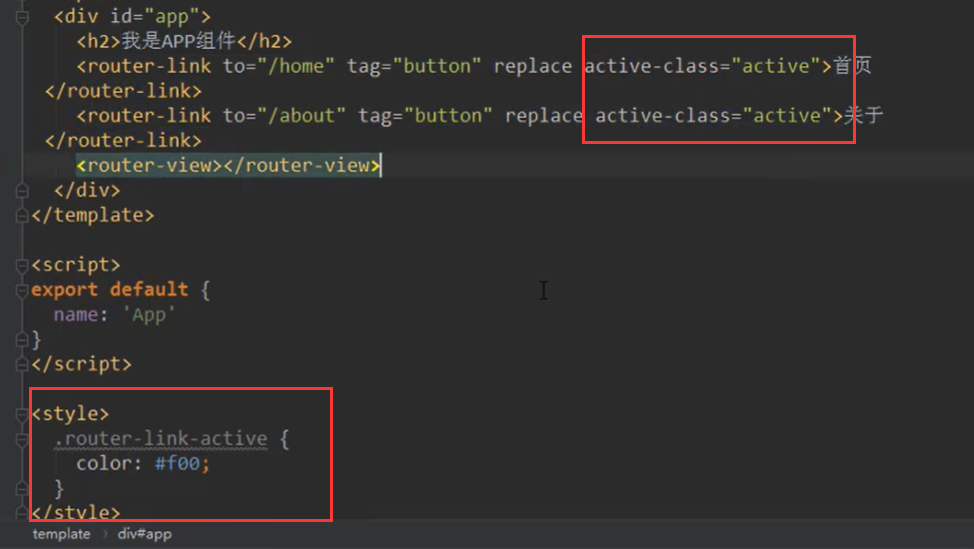 <div id="app">
<h2>我是APP组件</h2>
<router-link to="/home" tag="button" replace active-class="active">首页
</router-link>
<router-link to="/about" tag="button" replace active-class="active">关于
</router-link>
<router-view></router-view>
</div>
</template>
<script>
export default {
name: 'App'
}
</script>
<style>
.router-link-active {
color: #f00;
}
</style>
template › div#app